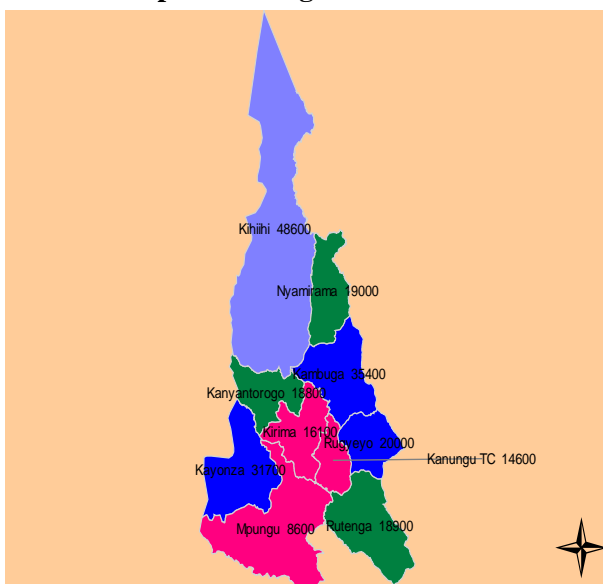 Kihiihi 48600
Nyamirama 19000
Kambuga 35400
Kanyantorogo 18800
Kirima 16100
Rugyeyo 20000
Kanungu TC 14600
Kayonza 31700
Mpungu 8600
Rutenga 18900